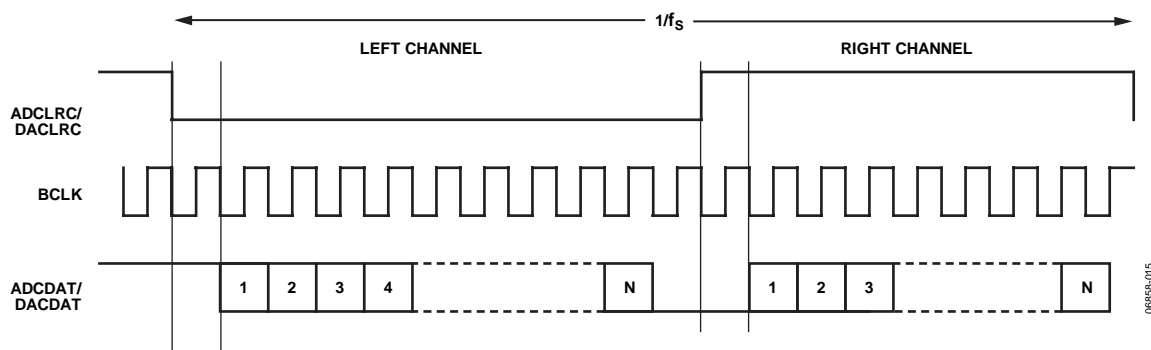 1/fS
LEFT CHANNEL
RIGHT CHANNEL
ADCLRC/
DACLRC
BCLK
ADCDAT/
DACDAT
1 2 3 4 N 1 2 3 N
06858-015